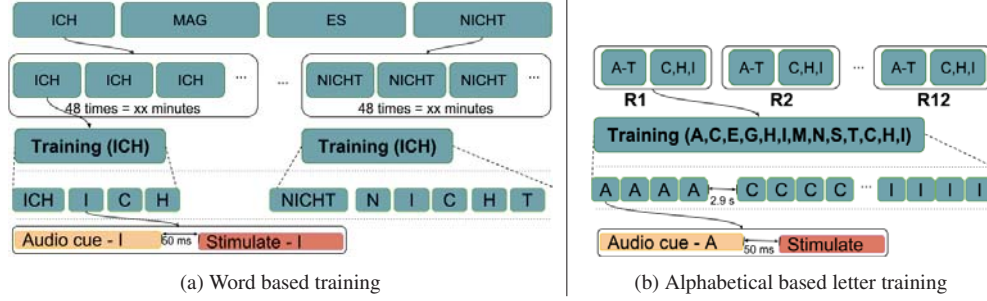 ICH MAG ES NICHT
ICH ICH ICH ... ... NICHT NICHT NICHT ...
48 times = xx minutes 48 times = xx minutes
Training (ICH) Training (ICH)
ICH I C H NICHT N I C H T
Audio cue - I 50 ms Stimulate - I
(a) Word based training
A-T C,H,I A-T C,H,I ... A-T C,H,I
R1 R2 R12
Training (A,C,E,G,H,I,M,N,S,T,C,H,I)
A A A A 2.9 s C C C C ... I I I I
Audio cue - A 50 ms Stimulate
(b) Alphabetical based letter training